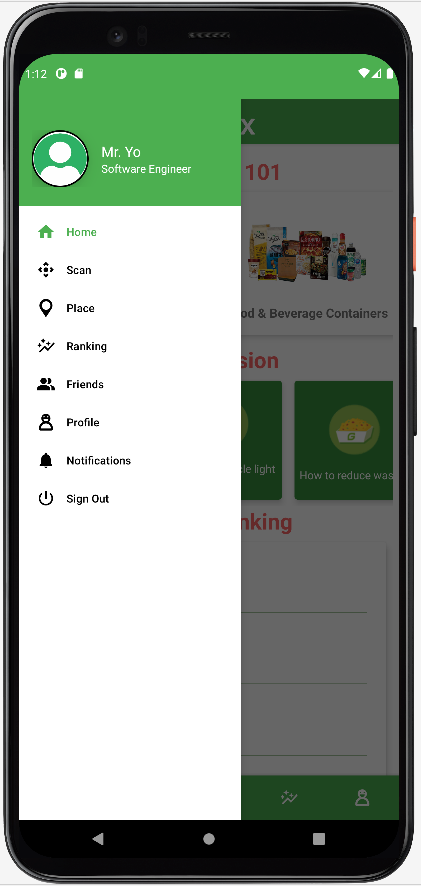 1:12
x
Mr. Yo
Software Engineer
101
Home
Scan
Place
od & Beverage Containers
Ranking
sion
Friends
Profile
Notifications
cle light
How to reduce was
Sign Out
nking